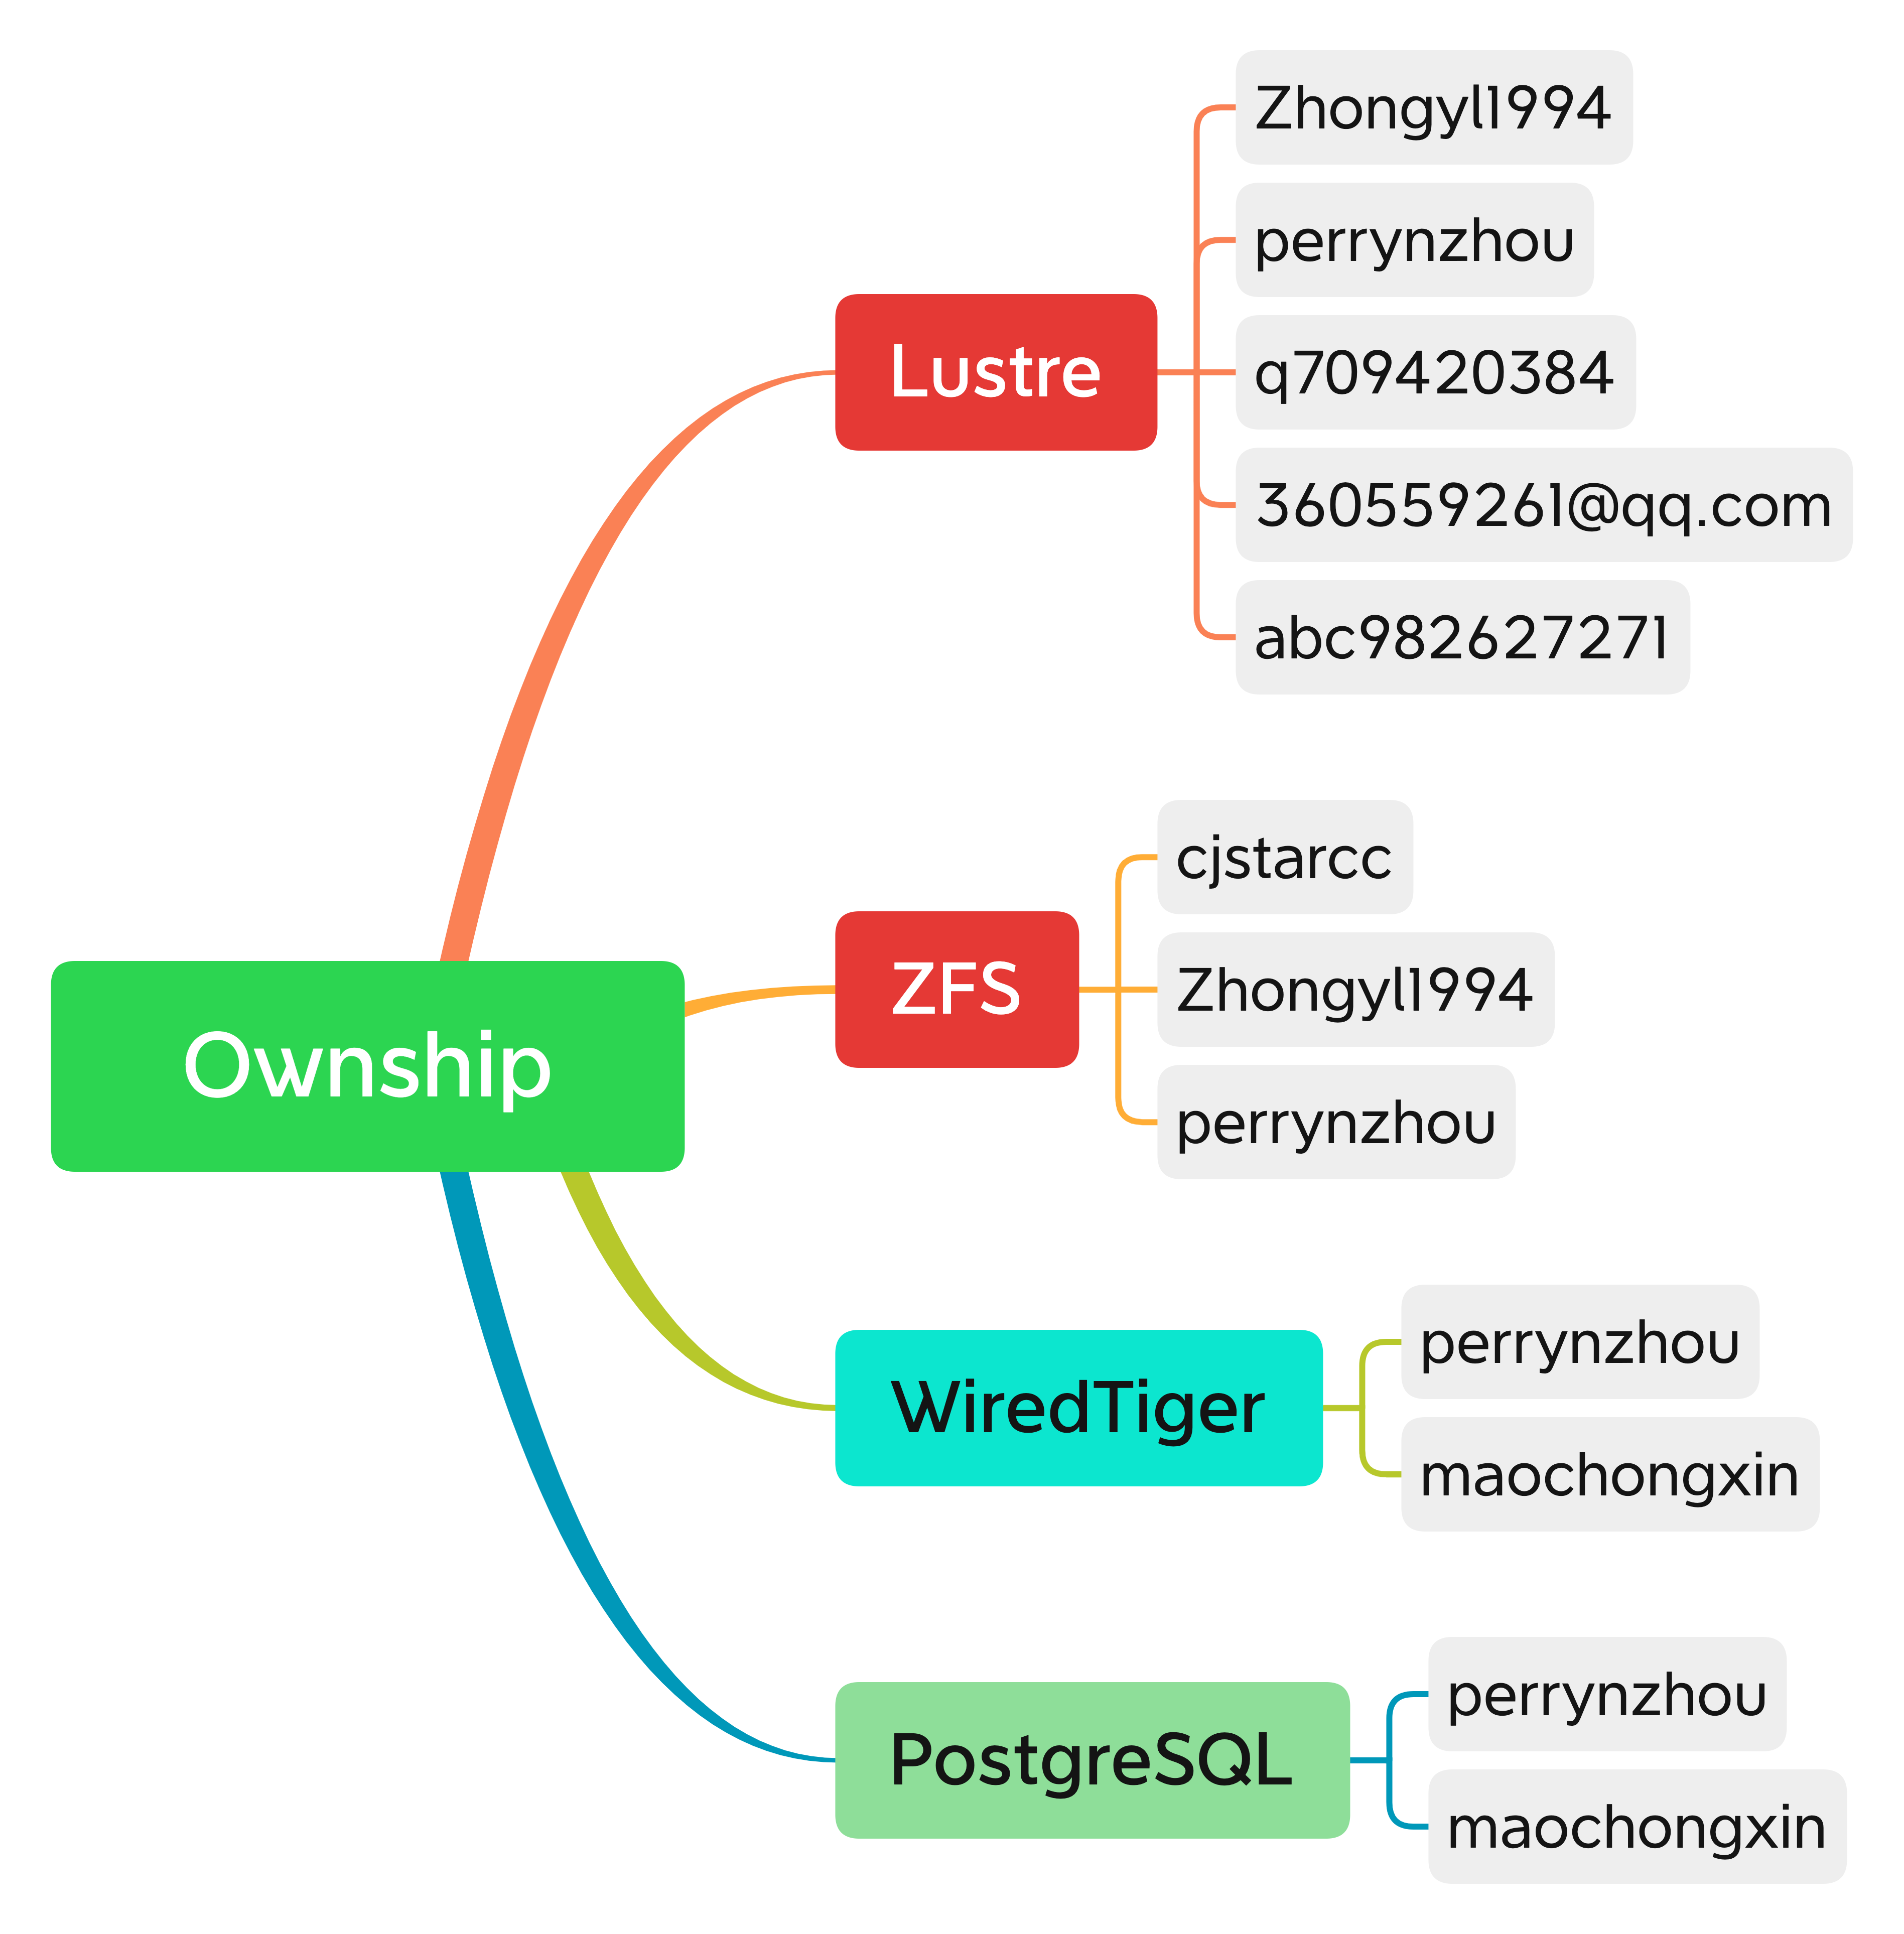 Ownship
Lustre
Zhongyl1994
perrynzhou
q709420384
360559261@qq.com
abc982627271
ZFS
cjstarcc
Zhongyl1994
perrynzhou
WiredTiger
perrynzhou
maochongxin
PostgreSQL
perrynzhou
maochongxin